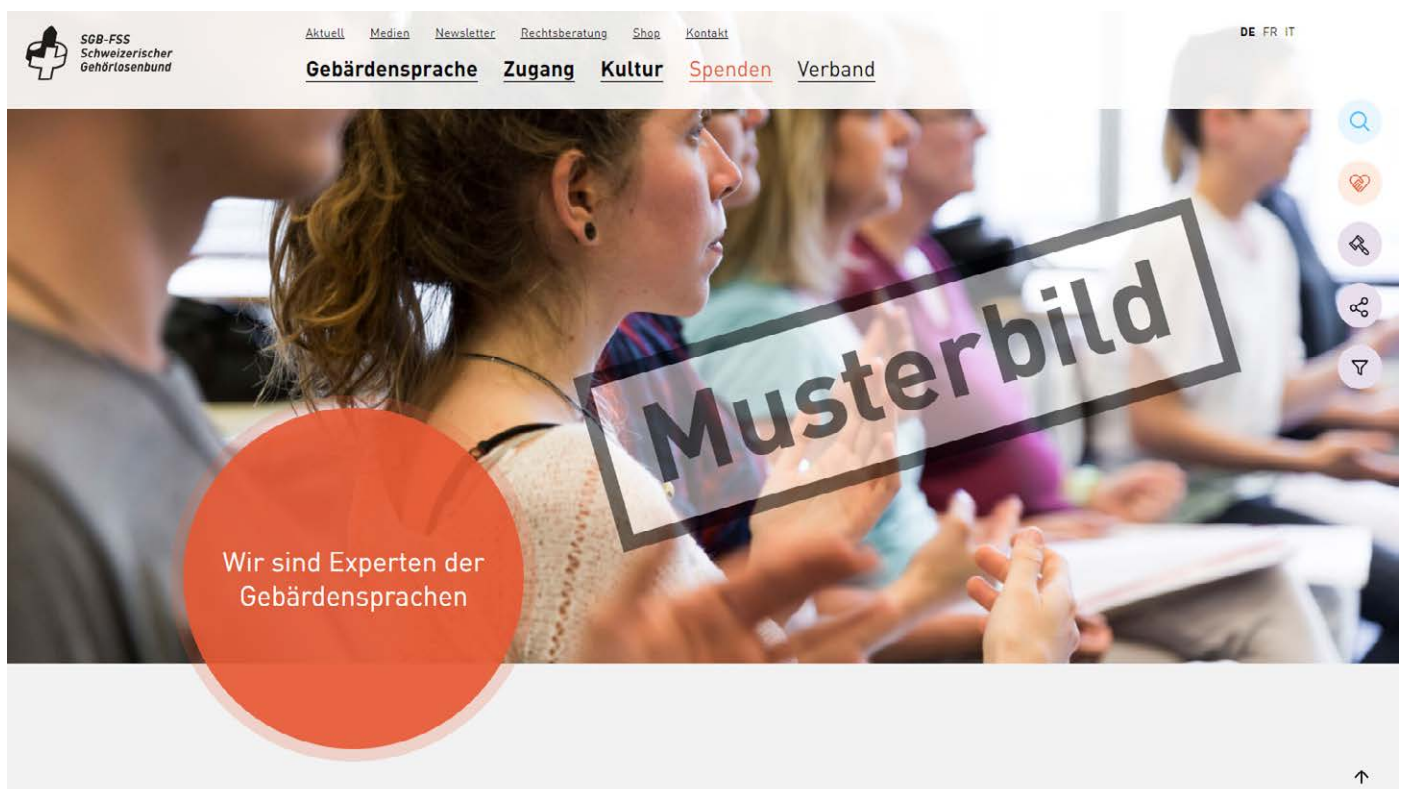 SGB-FSS
Schweizerischer
Gehörlosenbund
Aktuell Medien Newsletter Rechtsberatung Shop Kontakt
DE FR IT
Gebärdensprache Zugang Kultur Spenden Verband
Musterbild
Wir sind Experten der
Gebärdensprachen